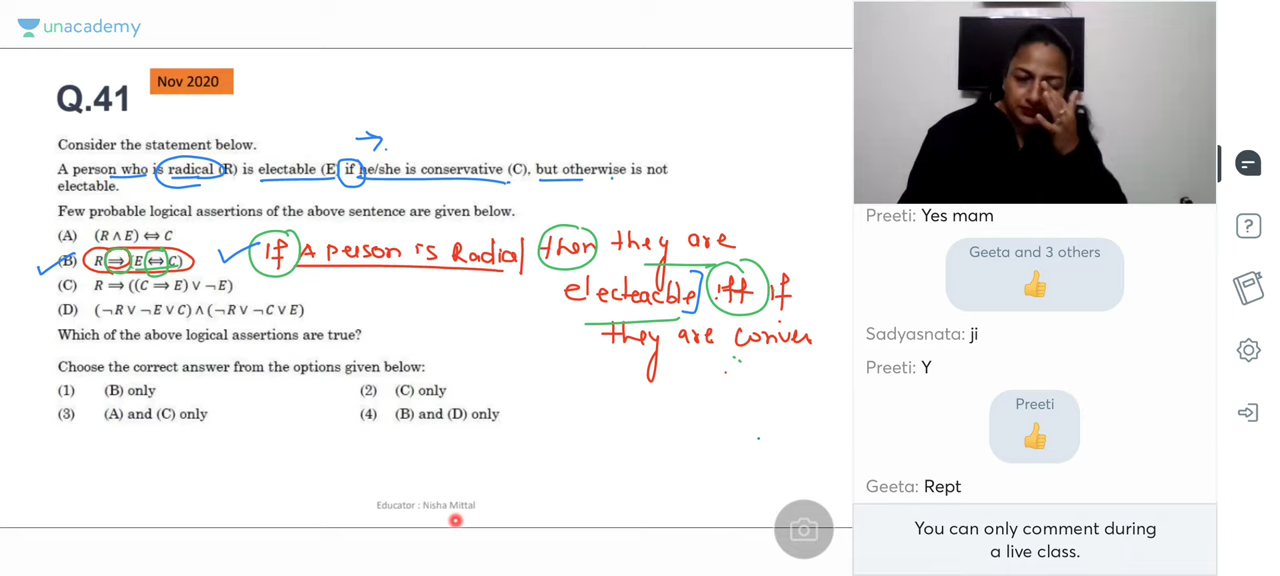 unacademy
Nov 2020
Q.41
Consider the statement below.
A person who is radical (R) is electable (E if he/she is conservative (C), but otherwise is not
electable.
Few probable logical assertions of the above sentence are given below.
(A) (R ∧ E) ⇔ C
(B) R ⇒ (E ⇔ C)
(C) R ⇒ ((C ⇒ E) ∨ ¬E)
(D) (¬R ∨ ¬E ∨ C) ∧ (¬R ∨ ¬C ∨ E)
Which of the above logical assertions are true?
Choose the correct answer from the options given below:
(1) (B) only
(2) (C) only
(3) (A) and (C) only
(4) (B) and (D) only
If A person is Radical then they are
electeacble] iff if
they are conver
Educator : Nisha Mittal
Preeti: Yes mam
Geeta and 3 others
👍
Sadyasnata: ji
Preeti: Y
Preeti
👍
Geeta: Rept
You can only comment during
a live class.